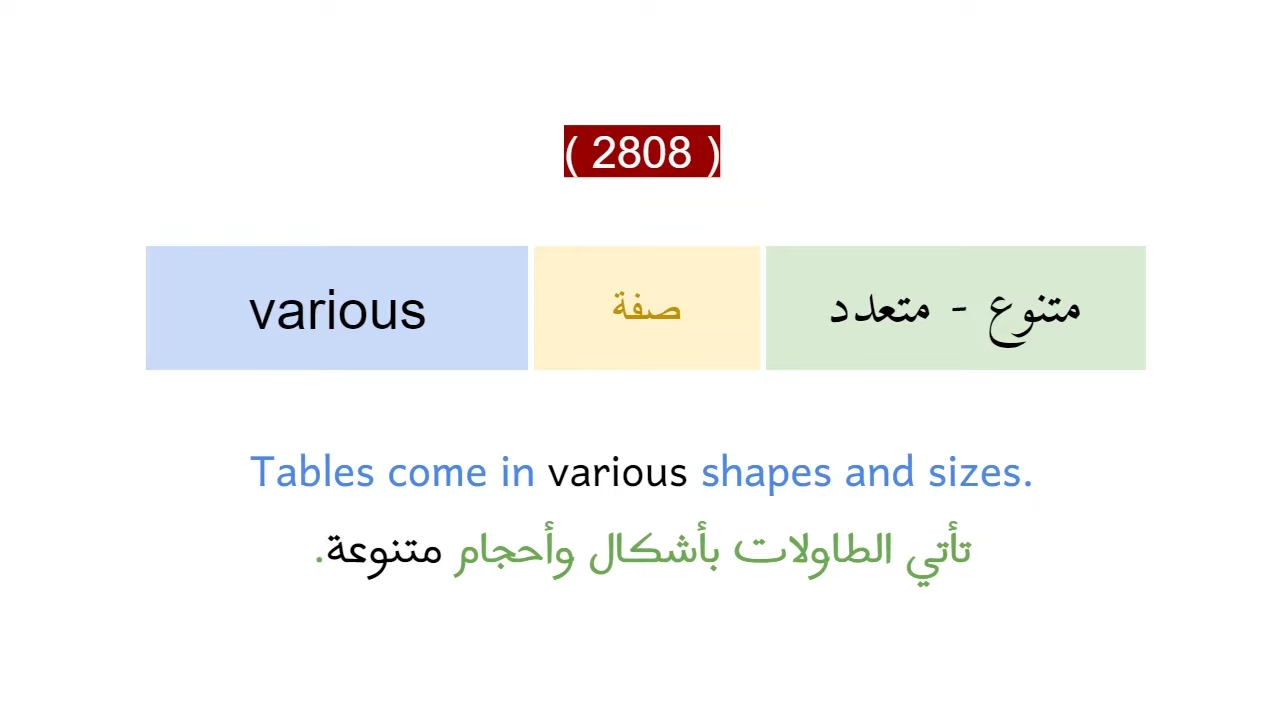 ( 2808 )
various صفة متنوع - متعدد
Tables come in various shapes and sizes.
تأتي الطاولات بأشكال وأحجام متنوعة.